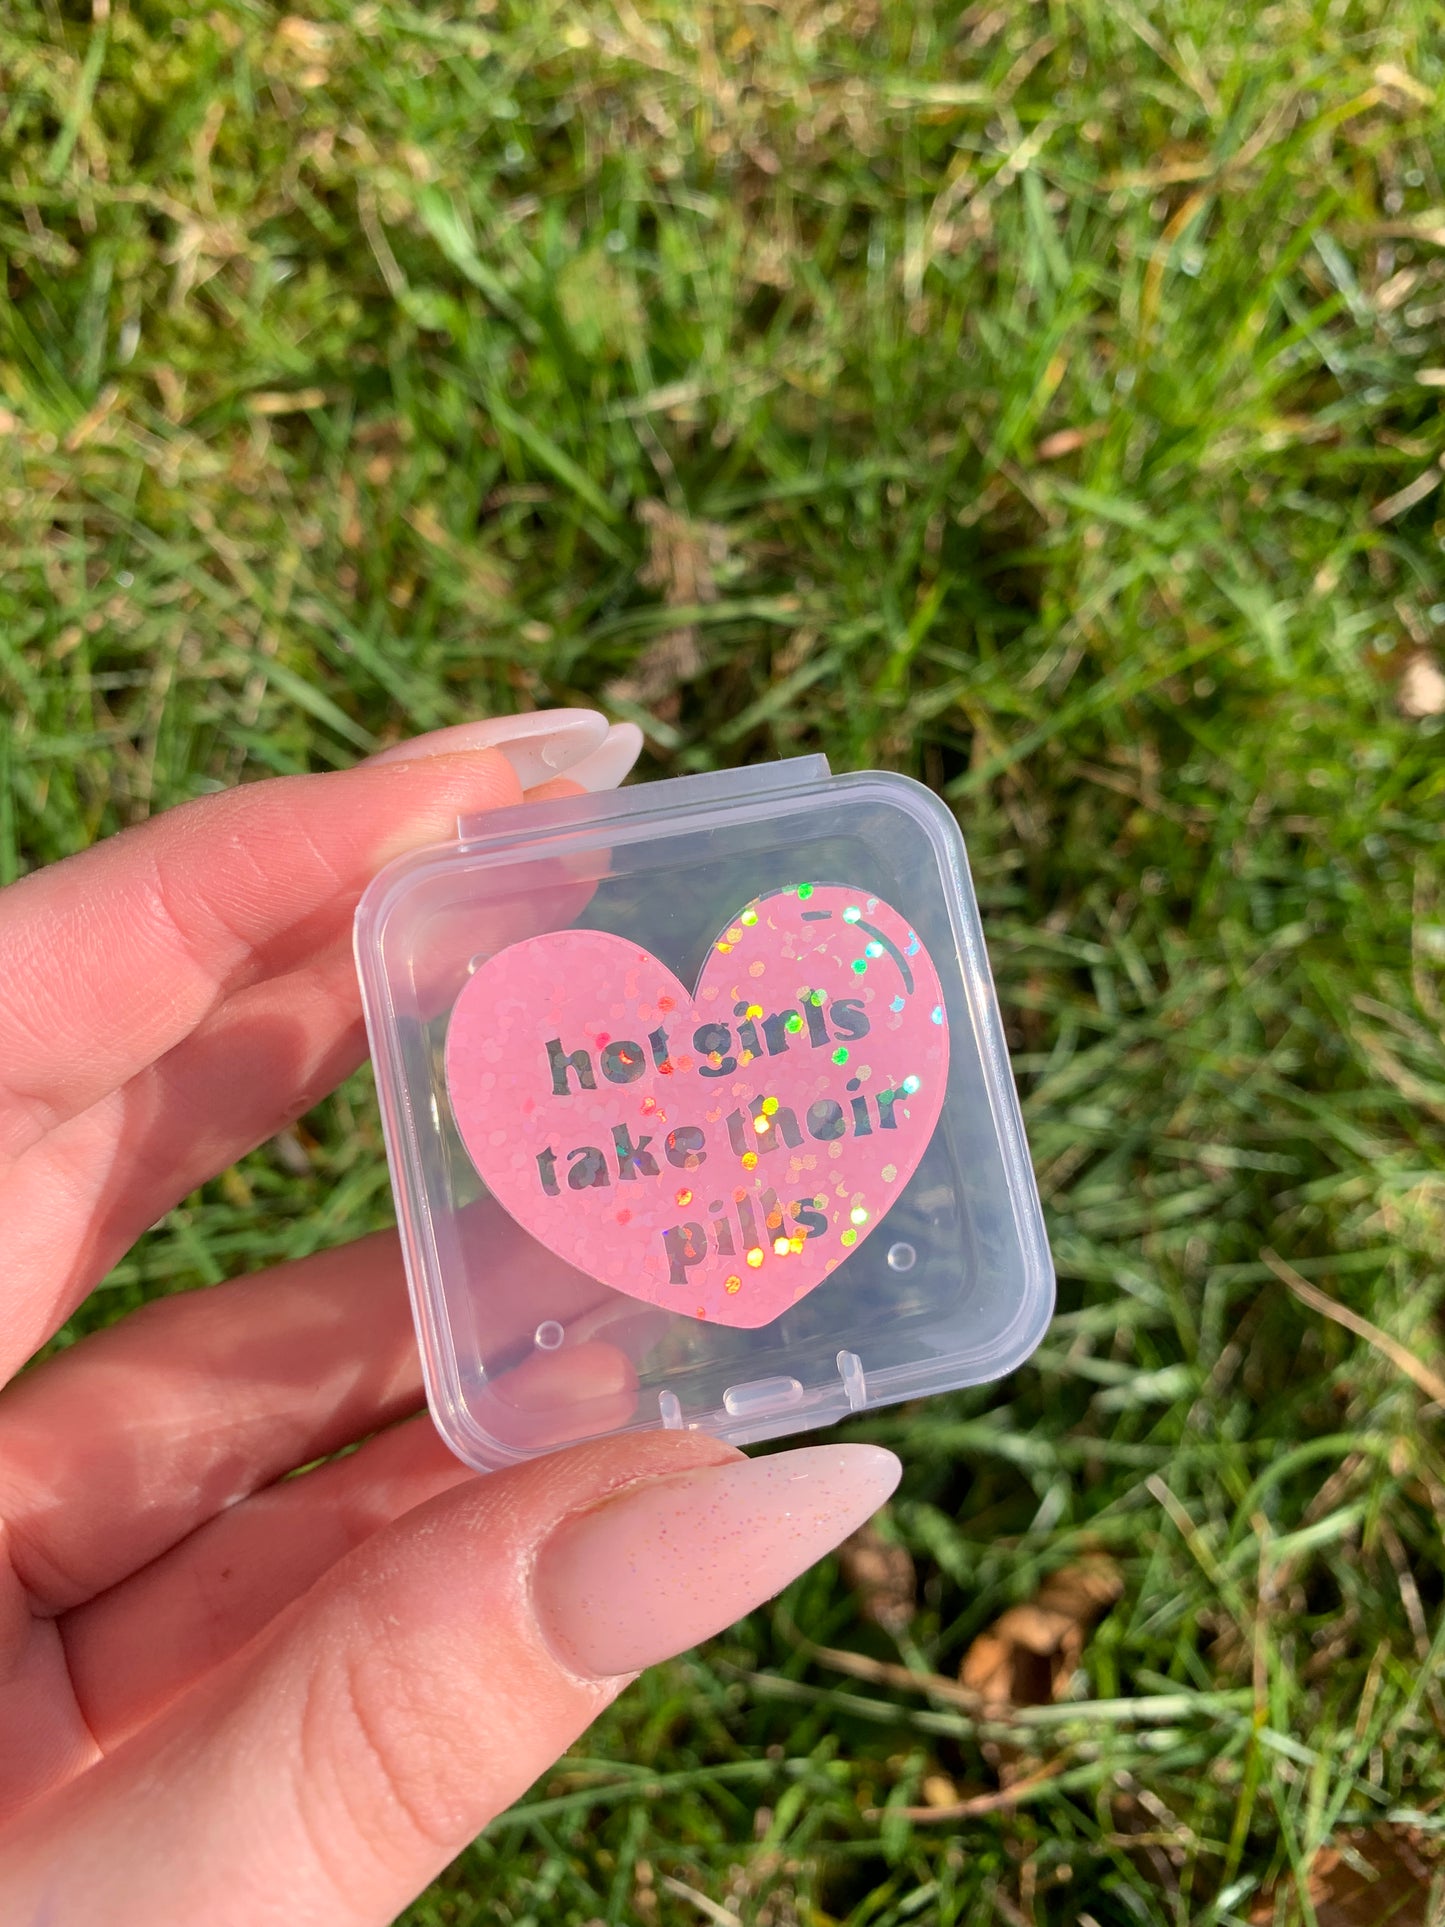 hot girls
take their
pills